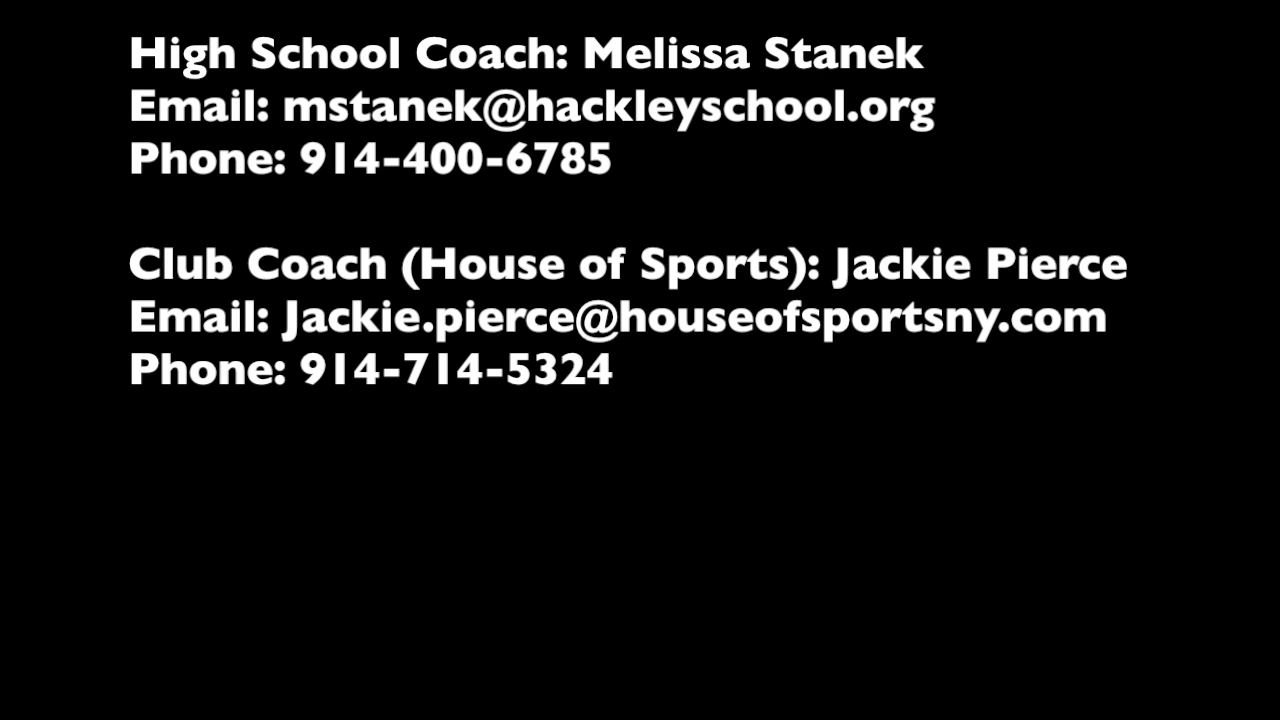 High School Coach: Melissa Stanek
Email: mstanek@hackleyschool.org
Phone: 914-400-6785
Club Coach (House of Sports): Jackie Pierce
Email: Jackie.pierce@houseofsportsny.com
Phone: 914-714-5324